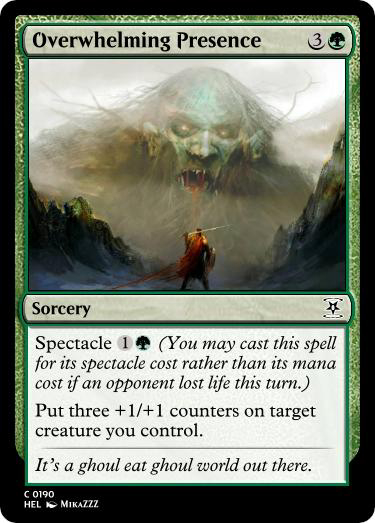 Overwhelming Presence 3
Sorcery
Spectacle 1 (You may cast this spell
for its spectacle cost rather than its mana
cost if an opponent lost life this turn.)
Put three +1/+1 counters on target
creature you control.
It's a ghoul eat ghoul world out there.
C 0190
HEL MIKAZZZ